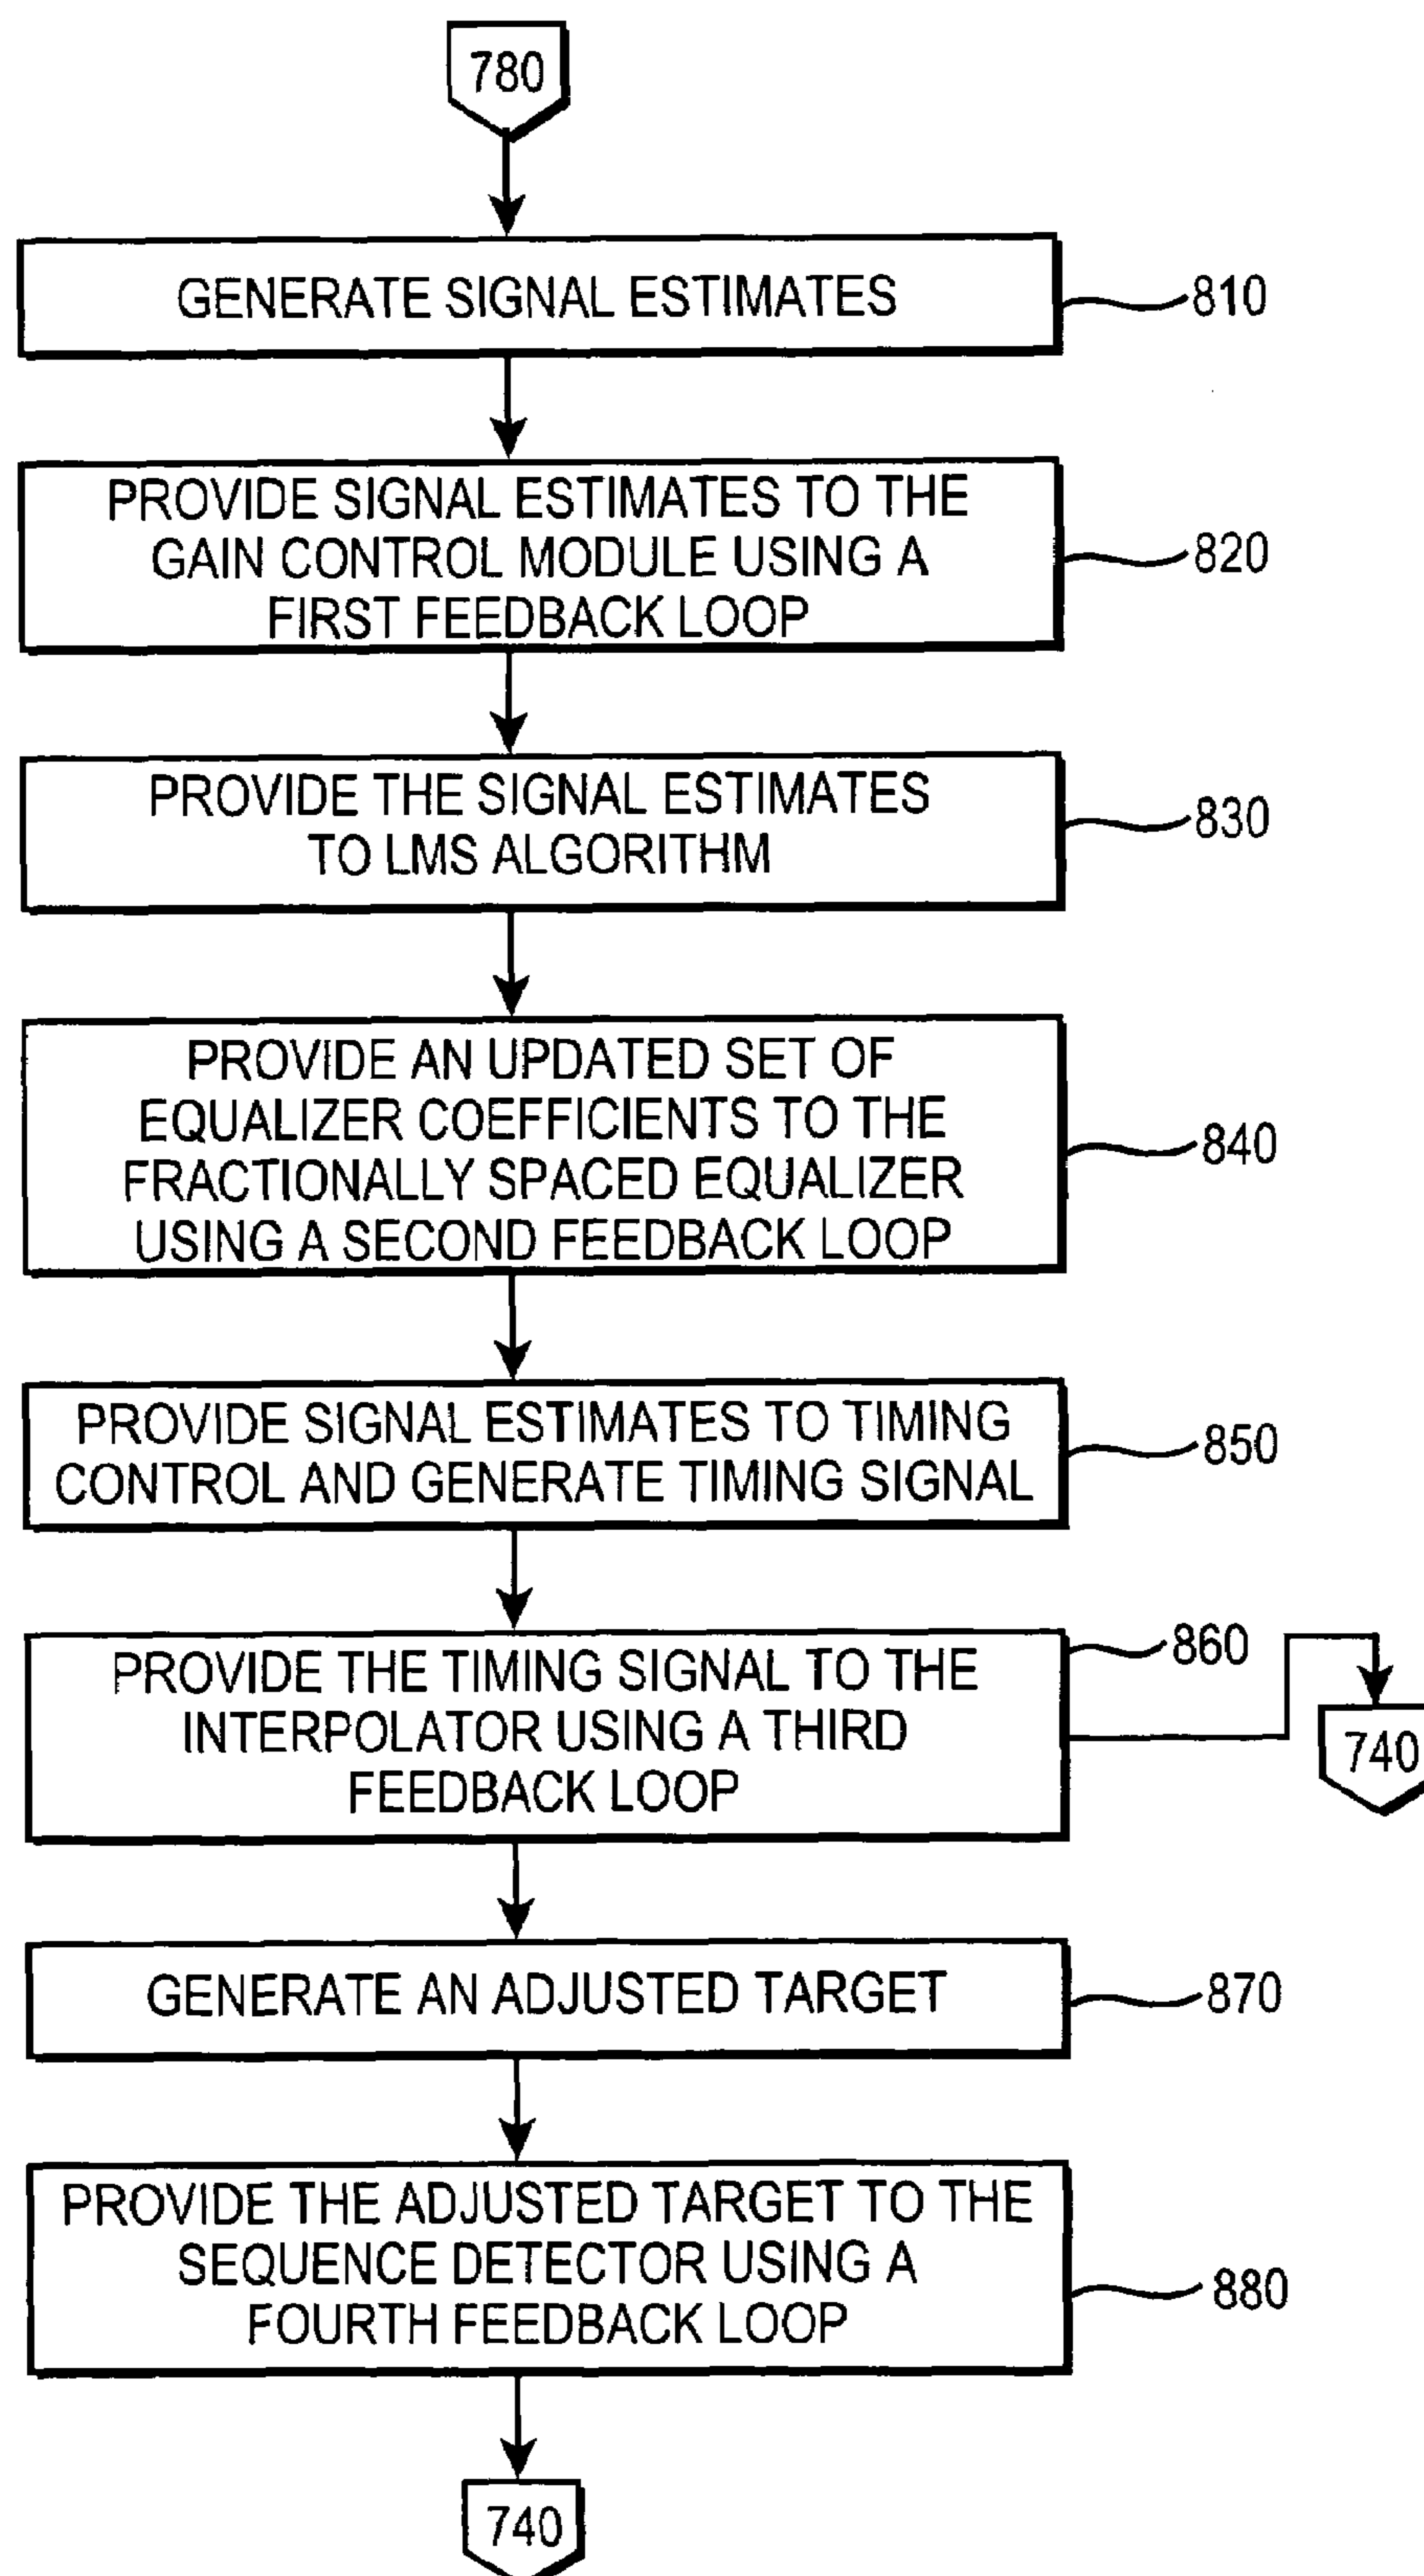 780
GENERATE SIGNAL ESTIMATES
810
PROVIDE SIGNAL ESTIMATES TO THE
GAIN CONTROL MODULE USING A
FIRST FEEDBACK LOOP
820
PROVIDE THE SIGNAL ESTIMATES
TO LMS ALGORITHM
830
PROVIDE AN UPDATED SET OF
EQUALIZER COEFFICIENTS TO THE
FRACTIONALLY SPACED EQUALIZER
USING A SECOND FEEDBACK LOOP
840
PROVIDE SIGNAL ESTIMATES TO TIMING
CONTROL AND GENERATE TIMING SIGNAL
850
PROVIDE THE TIMING SIGNAL TO THE
INTERPOLATOR USING A THIRD
FEEDBACK LOOP
860
740
GENERATE AN ADJUSTED TARGET
870
PROVIDE THE ADJUSTED TARGET TO THE
SEQUENCE DETECTOR USING A
FOURTH FEEDBACK LOOP
880
740